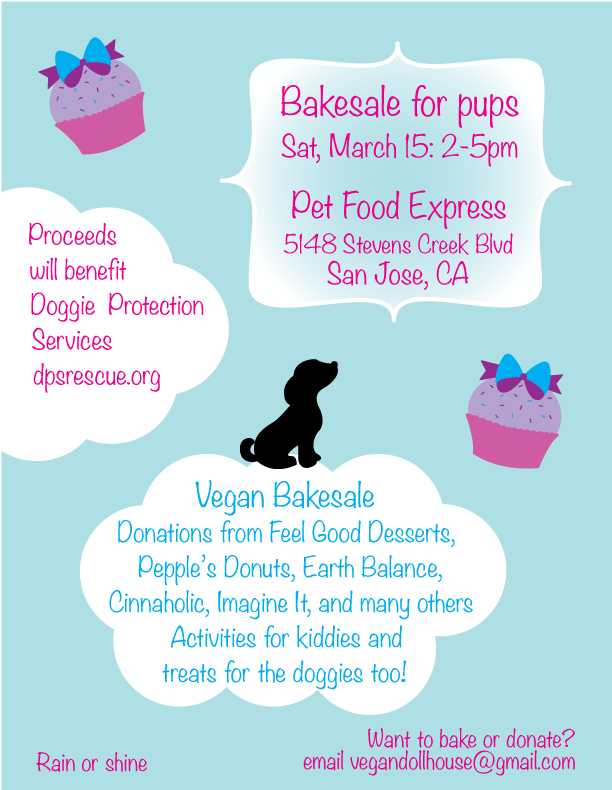 Bakesale for pups
Sat, March 15: 2-5pm
Pet Food Express
5148 Stevens Creek Blvd
San Jose, CA
Proceeds
will benefit
Doggie Protection
Services
dpsrescue.org
Vegan Bakesale
Donations from Feel Good Desserts,
Pepple's Donuts, Earth Balance,
Cinnaholic, Imagine It, and many others
Activities for kiddies and
treats for the doggies too!
Rain or shine
Want to bake or donate?
email vegandollhouse@gmail.com